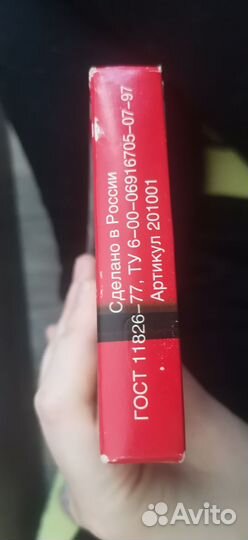 Сделано в России
ГОСТ 11826-77, ТУ 6-00-06916705-07-97
Артикул 201001
Avito